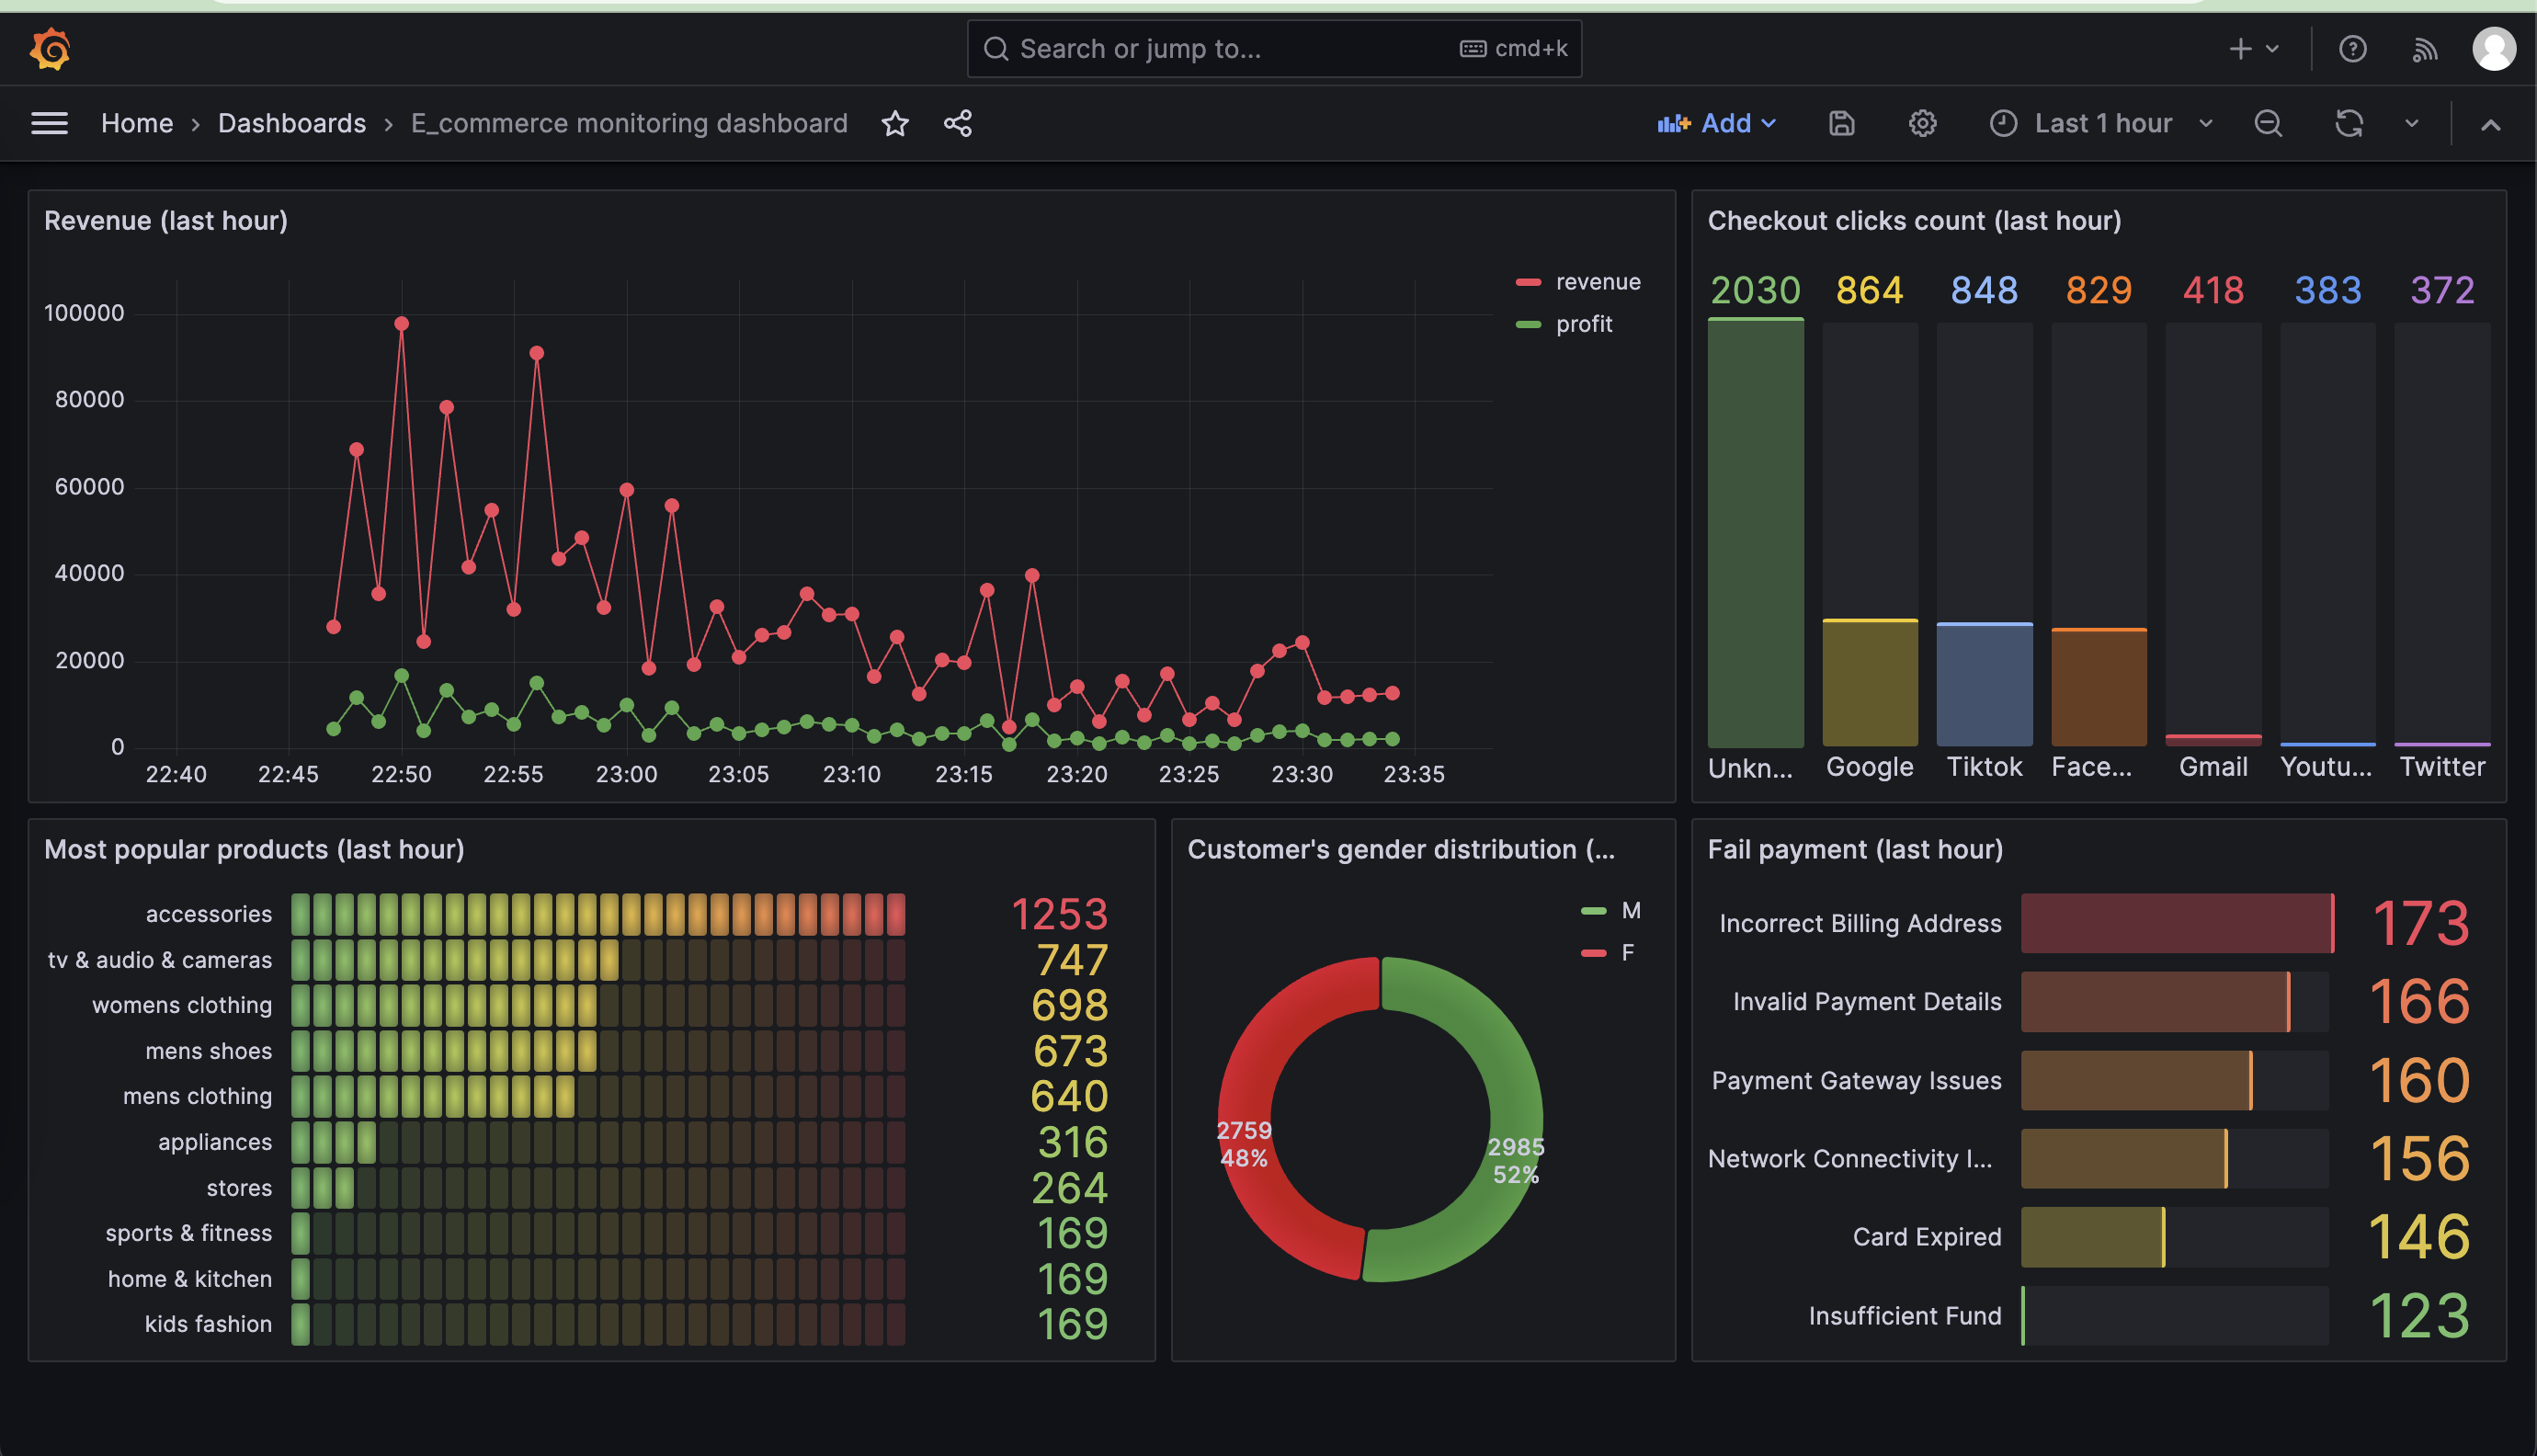 Search or jump to...
cmd+k
Home
Dashboards
E_commerce monitoring dashboard
Add
Last 1 hour
Revenue (last hour)
100000
80000
60000
40000
20000
0
22:40 22:45 22:50 22:55 23:00 23:05 23:10 23:15 23:20 23:25 23:30 23:35
revenue
profit
Checkout clicks count (last hour)
2030 864 848 829 418 383 372
Unkn... Google Tiktok Face... Gmail Youtu... Twitter
Most popular products (last hour)
accessories 1253
tv & audio & cameras 747
womens clothing 698
mens shoes 673
mens clothing 640
appliances 316
stores 264
sports & fitness 169
home & kitchen 169
kids fashion 169
Customer's gender distribution (...
M
F
2759
48%
2985
52%
Fail payment (last hour)
Incorrect Billing Address 173
Invalid Payment Details 166
Payment Gateway Issues 160
Network Connectivity I... 156
Card Expired 146
Insufficient Fund 123